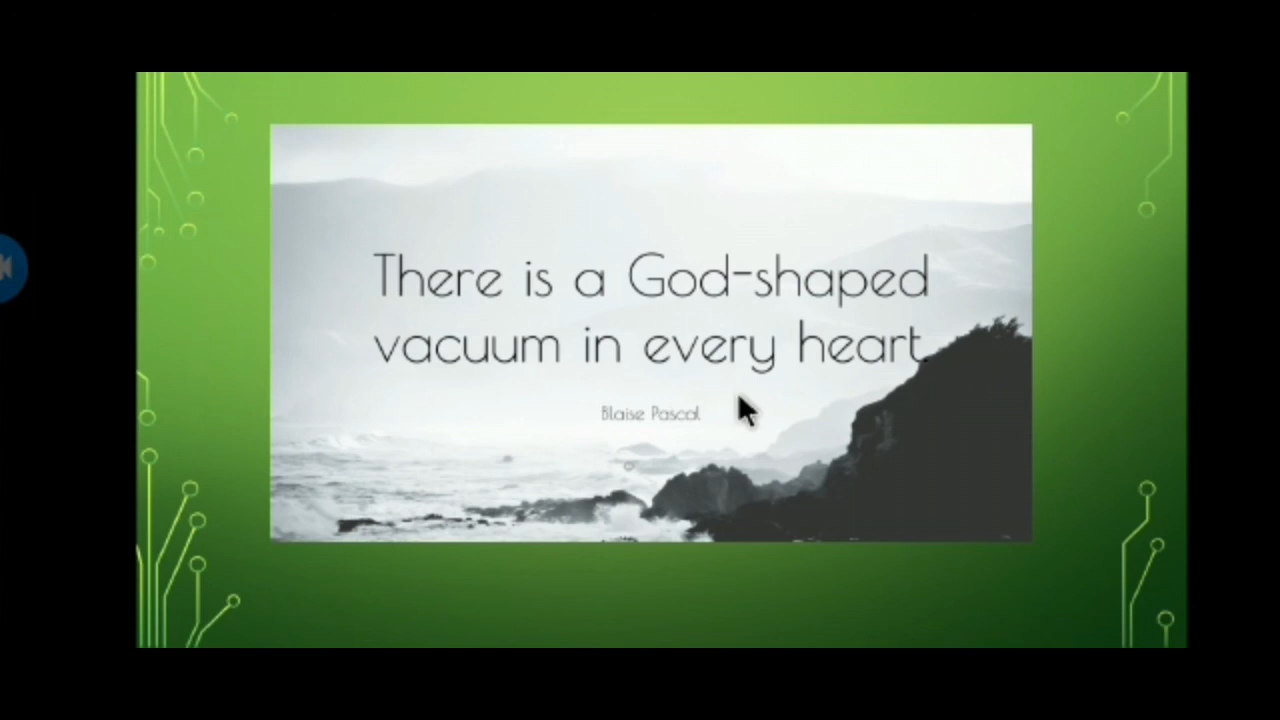 There is a God-shaped
vacuum in every heart.
Blaise Pascal